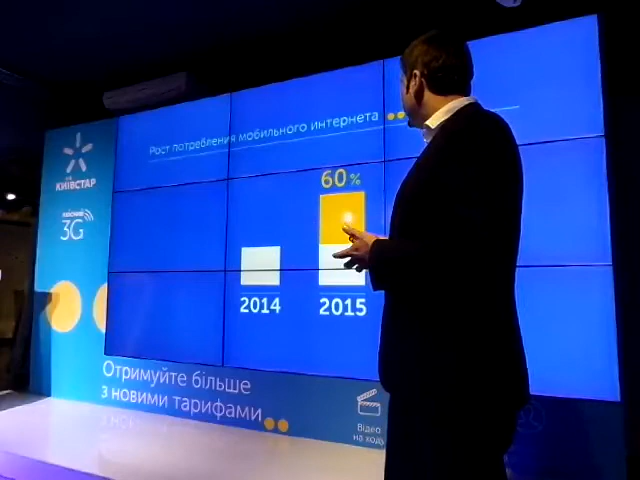 Рост потребления мобильного интернета
КИЇВСТАР
3G
60%
2014
2015
Отримуйте більше
з новими тарифами
Відео
на ходу